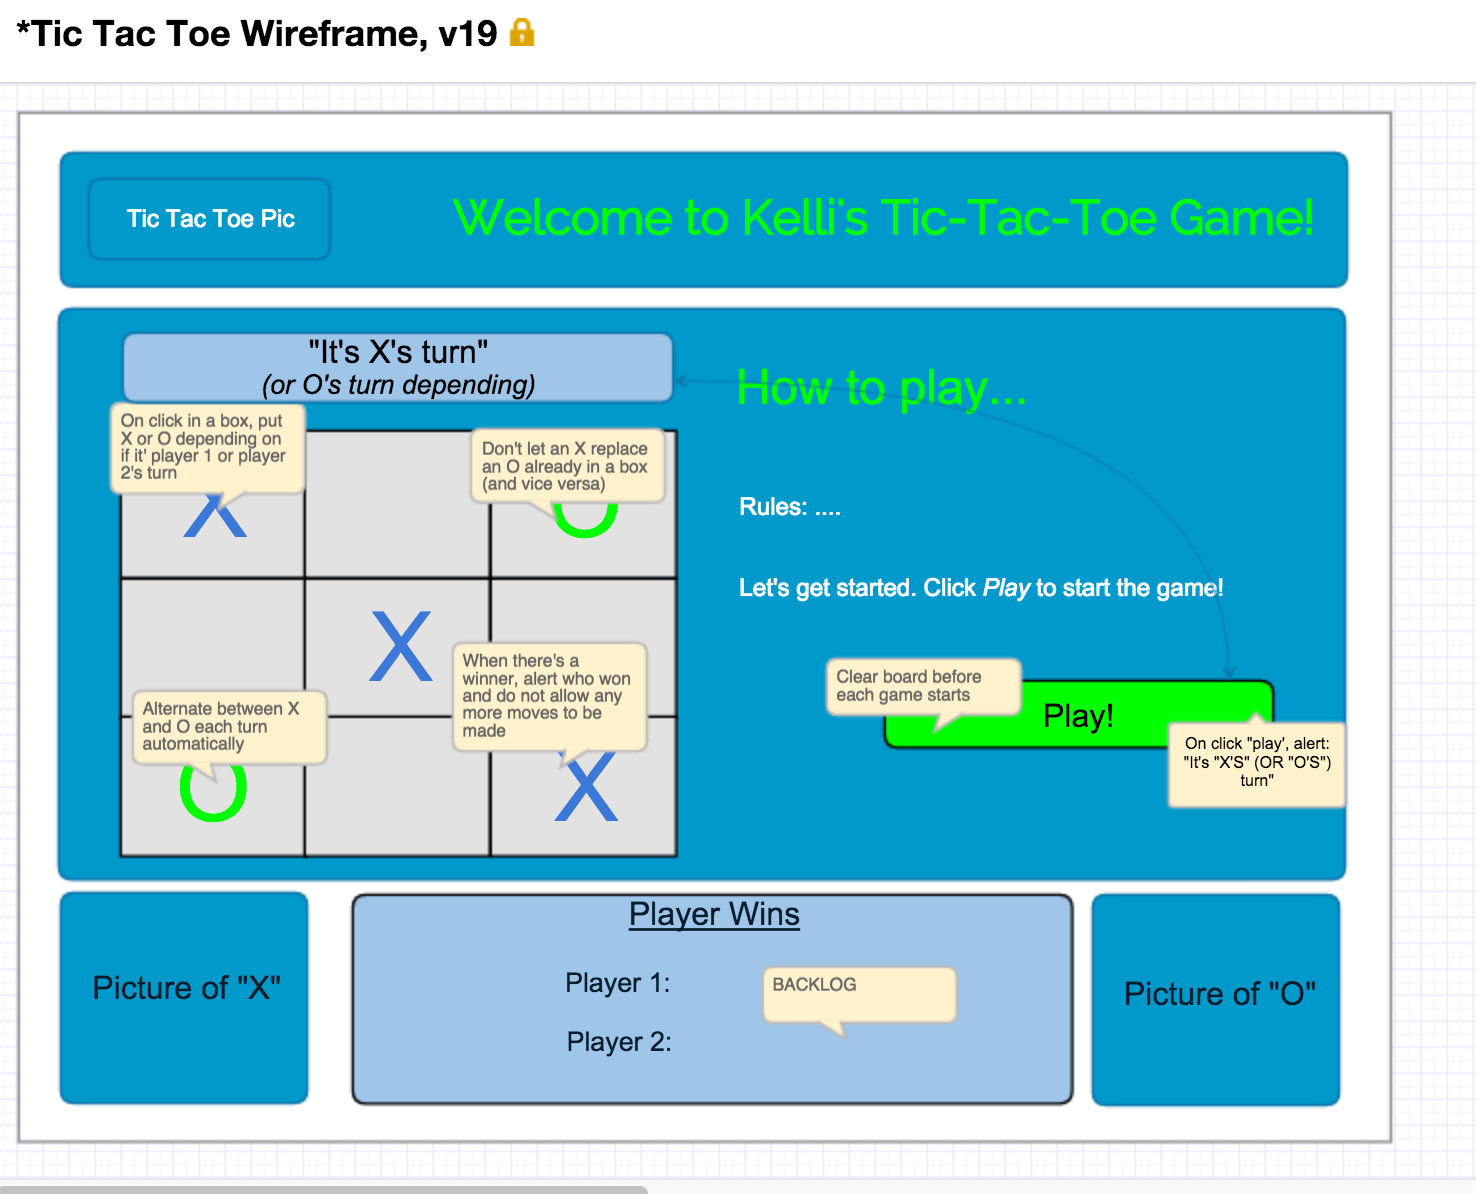 *Tic Tac Toe Wireframe, v19
Tic Tac Toe Pic
Welcome to Kelli's Tic-Tac-Toe Game!
"It's X's turn"
(or O's turn depending)
On click in a box, put
X or O depending on
if it' player 1 or player
2's turn
Don't let an X replace
an O already in a box
(and vice versa)
X
O
X
Alternate between X
and O each turn
automatically
When there's a
winner, alert who won
and do not allow any
more moves to be
made
O
X
How to play...
Rules: ....
Let's get started. Click Play to start the game!
Clear board before
each game starts
Play!
On click "play', alert:
"It's "X'S" (OR "O'S")
turn"
Picture of "X"
Player Wins
Player 1:
Player 2:
BACKLOG
Picture of "O"